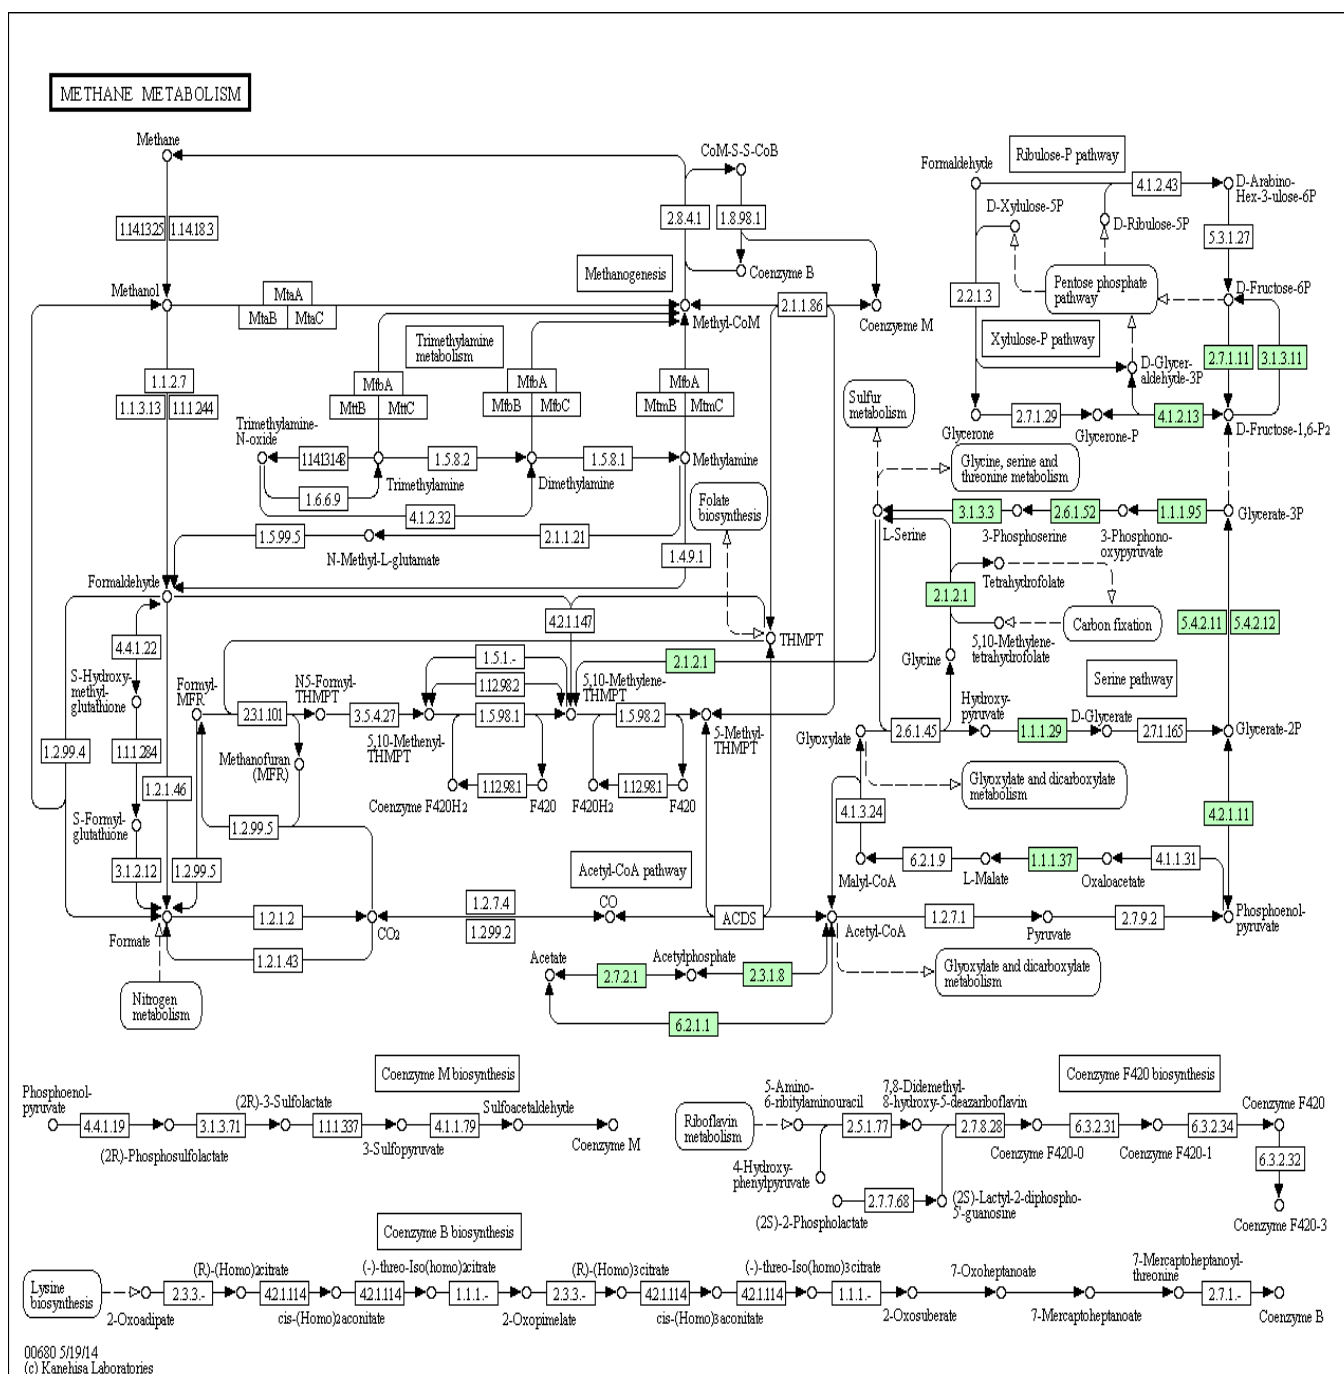 METHANE METABOLISM
Methane
CoM-S-S-CoB
Formaldehyde
Ribulose-P pathway
4.1.2.43
D-Arabino-
Hex-3-ulose-6P
D-Xylulose-5P
D-Ribulose-5P
1.14.13.25
1.14.18.3
2.8.4.1
1.8.98.1
5.3.1.27
Methanogenesis
Coenzyme B
Pentose phosphate
pathway
D-Fructose-6P
Methanol
MtaA
MtaB
MtaC
Methyl-CoM
2.1.1.86
Coenzyeme M
2.2.1.3
Xylulose-P pathway
Trimethylamine
metabolism
D-Glycer-
aldehyde-3P
2.7.1.11
3.1.3.11
1.1.2.7
1.1.3.13
1.1.1.244
MtbA
MttB
MttC
MtbA
MtbB
MtbC
MtbA
MtmB
MtmC
Sulfur
metabolism
Glycerone
2.7.1.29
Glycerone-P
4.1.2.13
D-Fructose-1,6-P2
Trimethylamine-
N-oxide
1.14.13.148
1.5.8.2
1.5.8.1
Methylamine
Trimethylamine
Dimethylamine
1.6.6.9
4.1.2.32
Glycine, serine and
threonine metabolism
Folate
biosynthesis
1.5.99.5
N-Methyl-L-glutamate
2.1.1.21
1.4.9.1
L-Serine
3.1.3.3
3-Phosphoserine
2.6.1.52
3-Phosphono-
oxypyruvate
1.1.1.95
Glycerate-3P
Formaldehyde
Tetrahydrofolate
2.1.2.1
Carbon fixation
5,10-Methylene-
tetrahydrofolate
5.4.2.11
5.4.2.12
4.2.1.147
THMPT
4.4.1.22
1.5.1.-
2.1.2.1
Glycine
Serine pathway
S-Hydroxy-
methyl-
glutathione
Formyl-
MFR
N5-Formyl-
THMPT
1.12.98.2
5,10-Methylene-
THMPT
Hydroxy-
pyruvate
D-Glycerate
2.3.1.101
3.5.4.27
1.5.98.1
1.5.98.2
5,10-Methenyl-
THMPT
5-Methyl-
THMPT
Glyoxylate
2.6.1.45
1.1.1.29
2.7.1.165
Glycerate-2P
1.2.99.4
1.1.1.284
Methanofuran
(MFR)
1.2.1.46
1.12.98.1
1.12.98.1
Coenzyme F420H2
F420
F420H2
F420
Glyoxylate and dicarboxylate
metabolism
S-Formyl-
glutathione
1.2.99.5
4.1.3.24
4.2.1.11
3.1.2.12
1.2.99.5
Acetyl-CoA pathway
Malyl-CoA
6.2.1.9
L-Malate
1.1.1.37
Oxaloacetate
4.1.1.31
Formate
1.2.1.2
CO2
1.2.7.4
1.2.99.2
CO
ACDS
Acetyl-CoA
1.2.7.1
Pyruvate
2.7.9.2
Phosphoenol-
pyruvate
1.2.1.43
Acetate
2.7.2.1
Acetylphosphate
2.3.1.8
Glyoxylate and dicarboxylate
metabolism
Nitrogen
metabolism
6.2.1.1
Coenzyme M biosynthesis
Phosphoenol-
pyruvate
4.4.1.19
(2R)-Phosphosulfolactate
3.1.3.71
(2R)-3-Sulfolactate
1.1.1.337
3-Sulfopyruvate
4.1.1.79
Sulfoacetaldehyde
Coenzyme M
Coenzyme F420 biosynthesis
Riboflavin
metabolism
5-Amino-
6-ribitylaminouracil
2.5.1.77
7,8-Didemethyl-
8-hydroxy-5-deazariboflavin
2.7.8.28
Coenzyme F420-0
6.3.2.31
Coenzyme F420-1
6.3.2.34
Coenzyme F420
6.3.2.32
Coenzyme F420-3
4-Hydroxy-
phenylpyruvate
(2S)-2-Phospholactate
2.7.7.68
(2S)-Lactyl-2-diphospho-
5'-guanosine
Coenzyme B biosynthesis
Lysine
biosynthesis
2-Oxoadipate
2.3.3.-
(R)-(Homo)2citrate
4.2.1.114
cis-(Homo)2aconitate
4.2.1.114
(-)-threo-Iso(homo)2citrate
1.1.1.-
2-Oxopimelate
2.3.3.-
(R)-(Homo)3citrate
4.2.1.114
cis-(Homo)3aconitate
4.2.1.114
(-)-threo-Iso(homo)3citrate
1.1.1.-
2-Oxosuberate
7-Oxoheptanoate
7-Mercaptoheptanoate
7-Mercaptoheptanoyl-
threonine
2.7.1.-
Coenzyme B
00680 5/19/14
(c) Kanehisa Laboratories